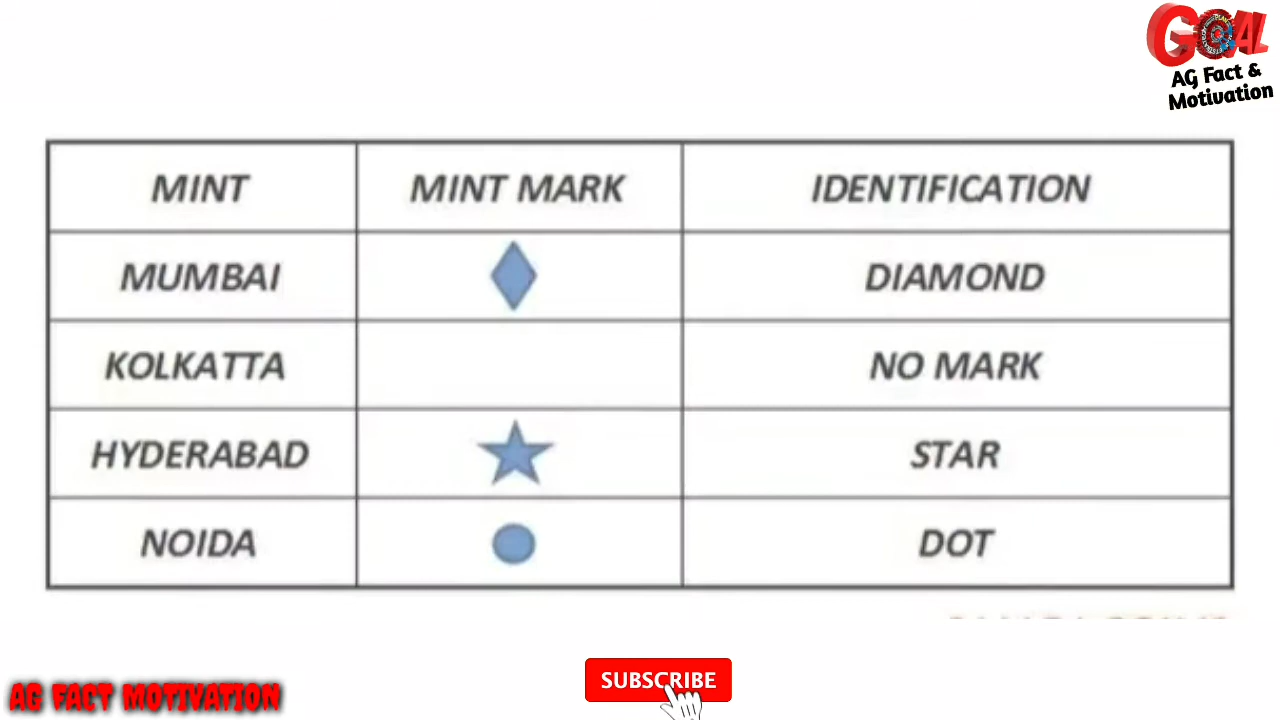 GOAL
AG Fact &
Motivation
MINT MINT MARK IDENTIFICATION
MUMBAI DIAMOND
KOLKATTA NO MARK
HYDERABAD STAR
NOIDA DOT
SUBSCRIBE
AG FACT MOTIVATION